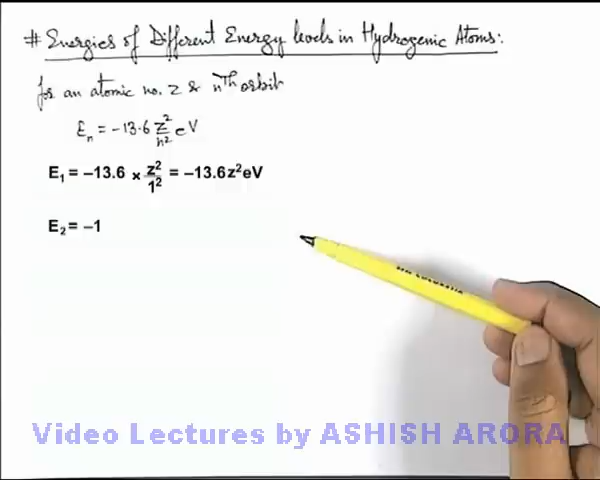 # Energies of Different Energy levels in Hydrogenic Atoms:
for an atomic no. z & nth orbit
Eₙ = -13.6 z²/n² eV
E₁ = –13.6 × z²/1² = –13.6z²eV
E₂ = –1
Video Lectures by ASHISH ARORA